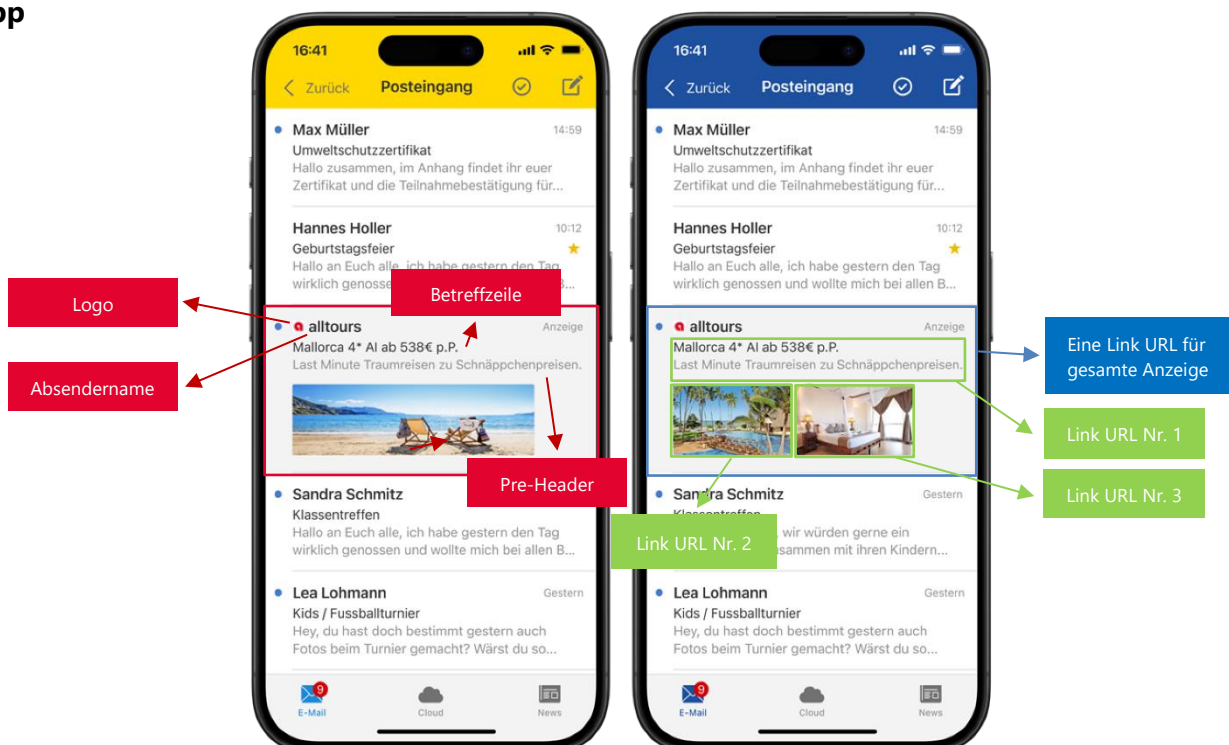 pp
16:41
Zurück Posteingang
Max Müller 14:59
Umweltschutzzertifikat
Hallo zusammen, im Anhang findet ihr euer
Zertifikat und die Teilnahmebestätigung für...
Hannes Holler 10:12
Geburtstagsfeier
Hallo an Euch alle, ich habe gestern den Tag
wirklich genosse
B...
alltours Anzeige
Mallorca 4* AI ab 538€ p.P.
Last Minute Traumreisen zu Schnäppchenpreisen.
Sandra Schmitz
Klassentreffen
Hallo an Euch alle, ich habe gestern den Tag
wirklich genossen und wollte mich bei allen B...
Lea Lohmann Gestern
Kids / Fussballturnier
Hey, du hast doch bestimmt gestern auch
Fotos beim Turnier gemacht? Wärst du so...
9
E-Mail Cloud News
Logo
Absendername
Betreffzeile
Pre-Header
16:41
Zurück Posteingang
Max Müller 14:59
Umweltschutzzertifikat
Hallo zusammen, im Anhang findet ihr euer
Zertifikat und die Teilnahmebestätigung für...
Hannes Holler 10:12
Geburtstagsfeier
Hallo an Euch alle, ich habe gestern den Tag
wirklich genossen und wollte mich bei allen B...
alltours Anzeige
Mallorca 4* AI ab 538€ p.P.
Last Minute Traumreisen zu Schnäppchenpreisen.
Sandra Schmitz Gestern
Klassentreffen
, wir würden gerne ein
usammen mit ihren Kindern...
Lea Lohmann Gestern
Kids / Fussballturnier
Hey, du hast doch bestimmt gestern auch
Fotos beim Turnier gemacht? Wärst du so...
9
E-Mail Cloud News
Eine Link URL für
gesamte Anzeige
Link URL Nr. 1
Link URL Nr. 3
Link URL Nr. 2